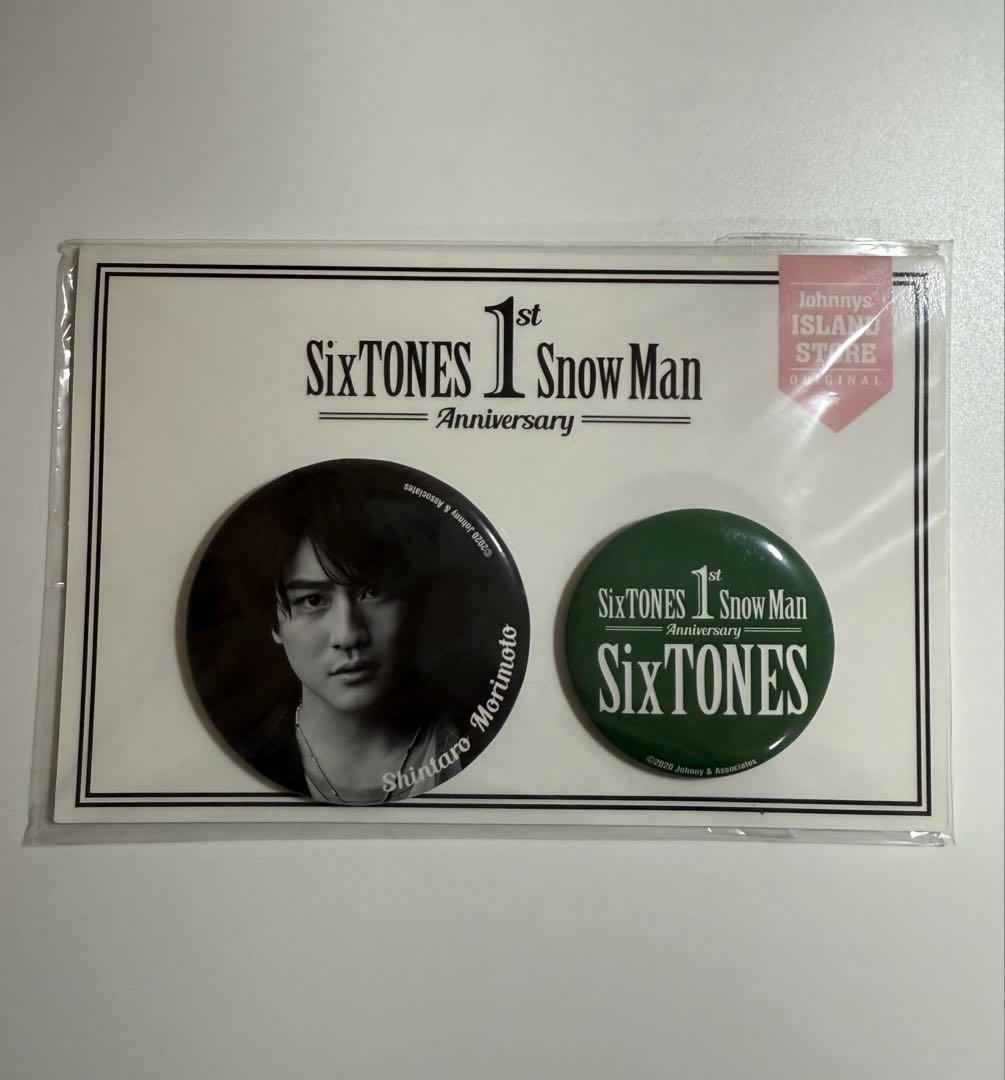 SixTONES 1st Snow Man
Anniversary
Johnnys'
ISLAND
STORE
ORIGINAL
©2020 Johnny & Associates
Shintaro Morimoto
SixTONES 1st Snow Man
Anniversary
SixTONES
©2020 Johnny & Associates